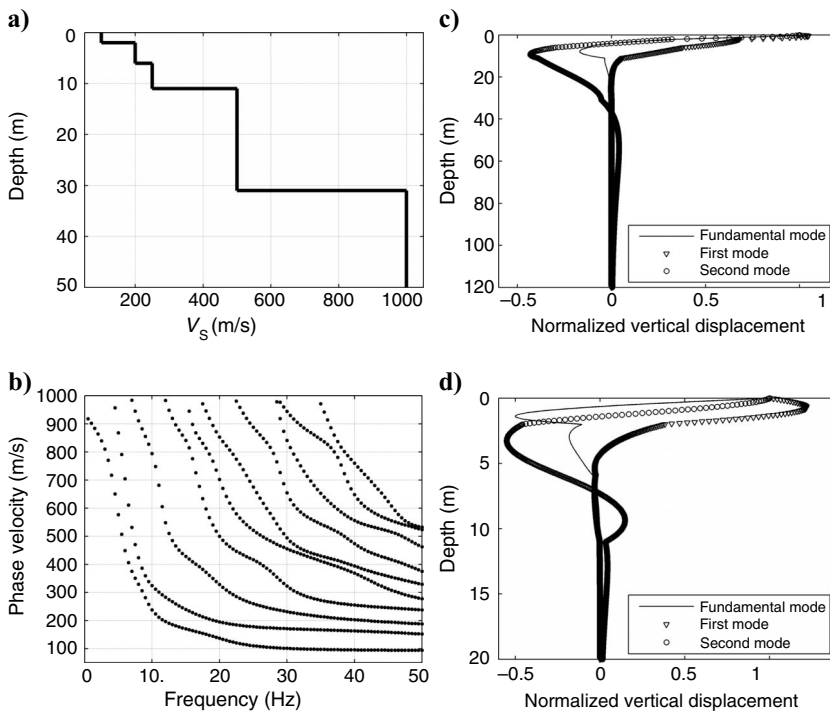 a)
0
10
20
30
40
50
Depth (m)
200
400
600
800
1000
VS (m/s)
b)
1000
900
800
700
600
500
400
300
200
100
Phase velocity (m/s)
0
10.
20
30
40
50
Frequency (Hz)
c)
0
20
40
60
80
100
120
Depth (m)
Fundamental mode
First mode
Second mode
−0.5
0
0.5
1
Normalized vertical displacement
d)
0
5
10
15
20
Depth (m)
Fundamental mode
First mode
Second mode
−0.5
0
0.5
1
Normalized vertical displacement